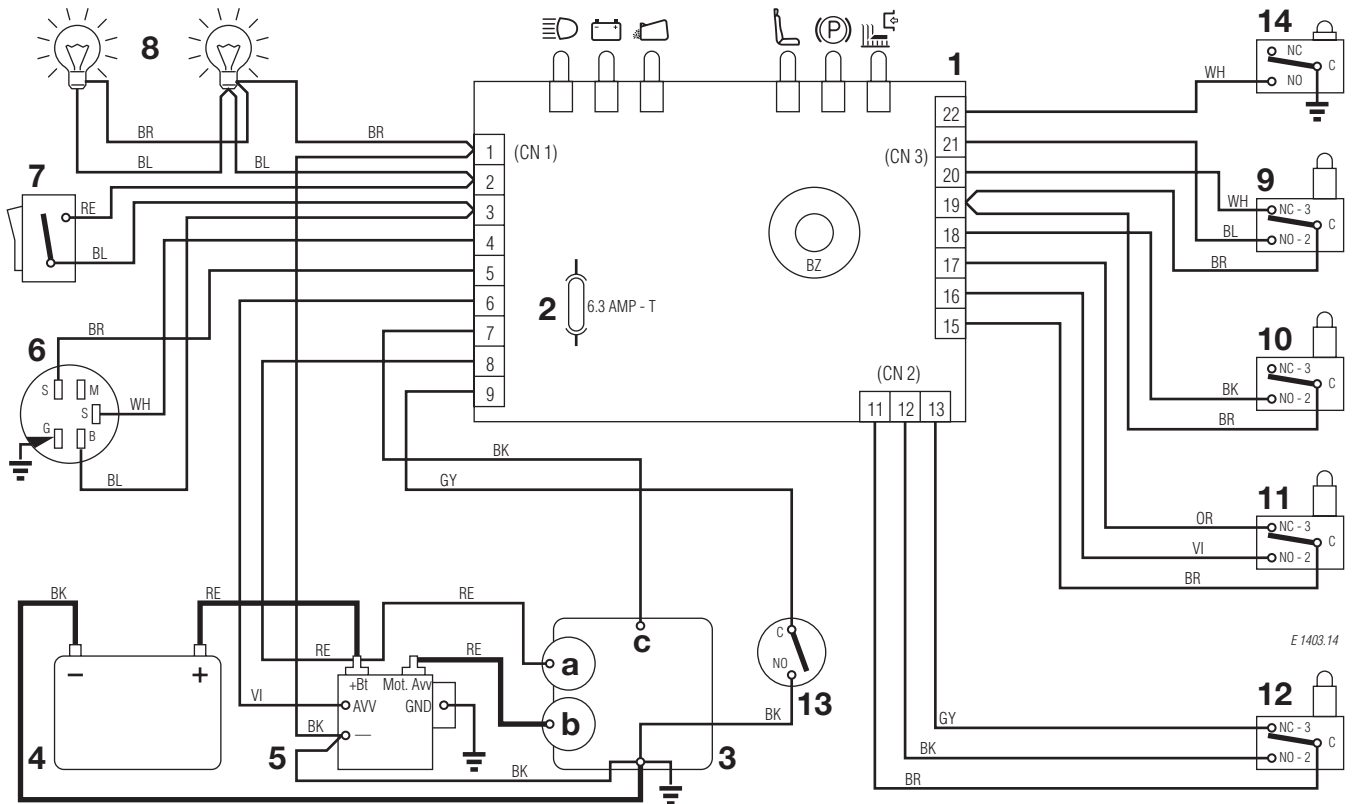 8
BR
BL
BR
BL
7
RE
BL
6
BR
S
M
S
WH
G
B
BL
1
(CN 1)
1
2
3
4
5
6
7
8
9
2
6.3 AMP - T
BZ
(CN 3)
22
21
20
19
18
17
16
15
(CN 2)
11
12
13
14
WH
NC
C
NO
9
WH
NC - 3
C
BL
NO - 2
BR
10
NC - 3
C
BK
NO - 2
BR
11
OR
NC - 3
C
VI
NO - 2
BR
E 1403.14
12
GY
NC - 3
C
BK
NO - 2
BR
BK
GY
BK
RE
−
+
4
RE
RE
RE
+Bt
Mot. Avv
VI
AVV
GND
BK
—
5
BK
a
b
c
3
C
NO
13
BK
P